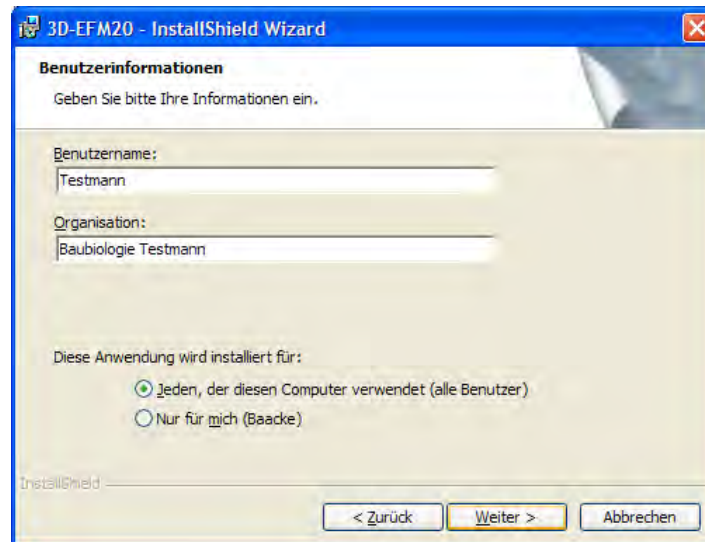 3D-EFM20 - InstallShield Wizard
Benutzerinformationen
Geben Sie bitte Ihre Informationen ein.
Benutzername:
Testmann
Organisation:
Baubiologie Testmann
Diese Anwendung wird installiert für:
Jeden, der diesen Computer verwendet (alle Benutzer)
Nur für mich (Baacke)
InstallShield
< Zurück
Weiter >
Abbrechen